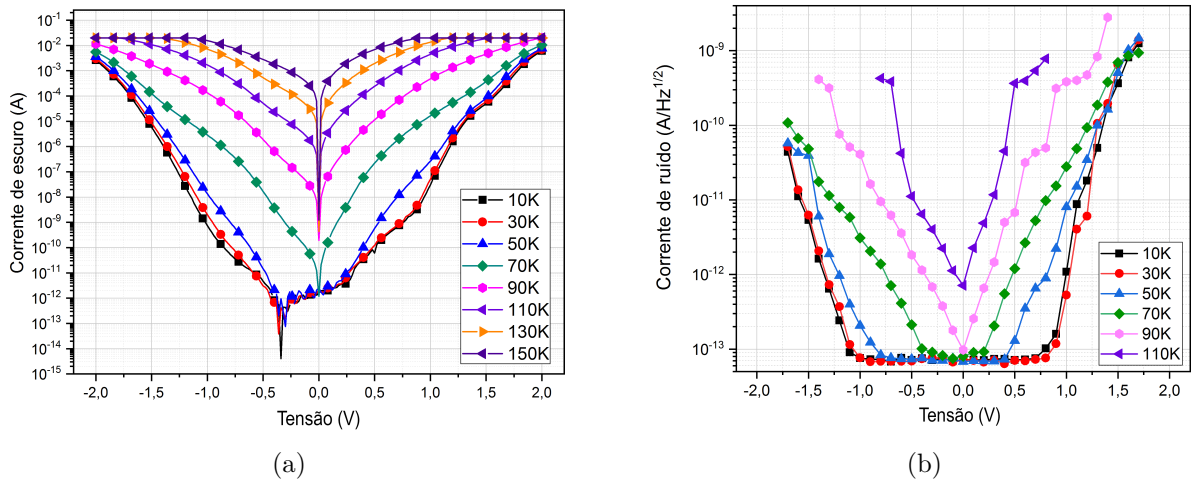 Corrente de escuro (A)
10⁻¹
10⁻²
10⁻³
10⁻⁴
10⁻⁵
10⁻⁶
10⁻⁷
10⁻⁸
10⁻⁹
10⁻¹⁰
10⁻¹¹
10⁻¹²
10⁻¹³
10⁻¹⁴
10⁻¹⁵
10K
30K
50K
70K
90K
110K
130K
150K
-2,0 -1,5 -1,0 -0,5 0,0 0,5 1,0 1,5 2,0
Tensão (V)
(a)
Corrente de ruido (A/Hz¹ᐟ²)
10⁻⁹
10⁻¹⁰
10⁻¹¹
10⁻¹²
10⁻¹³
10K
30K
50K
70K
90K
110K
-2,0 -1,5 -1,0 -0,5 0,0 0,5 1,0 1,5 2,0
Tensão (V)
(b)